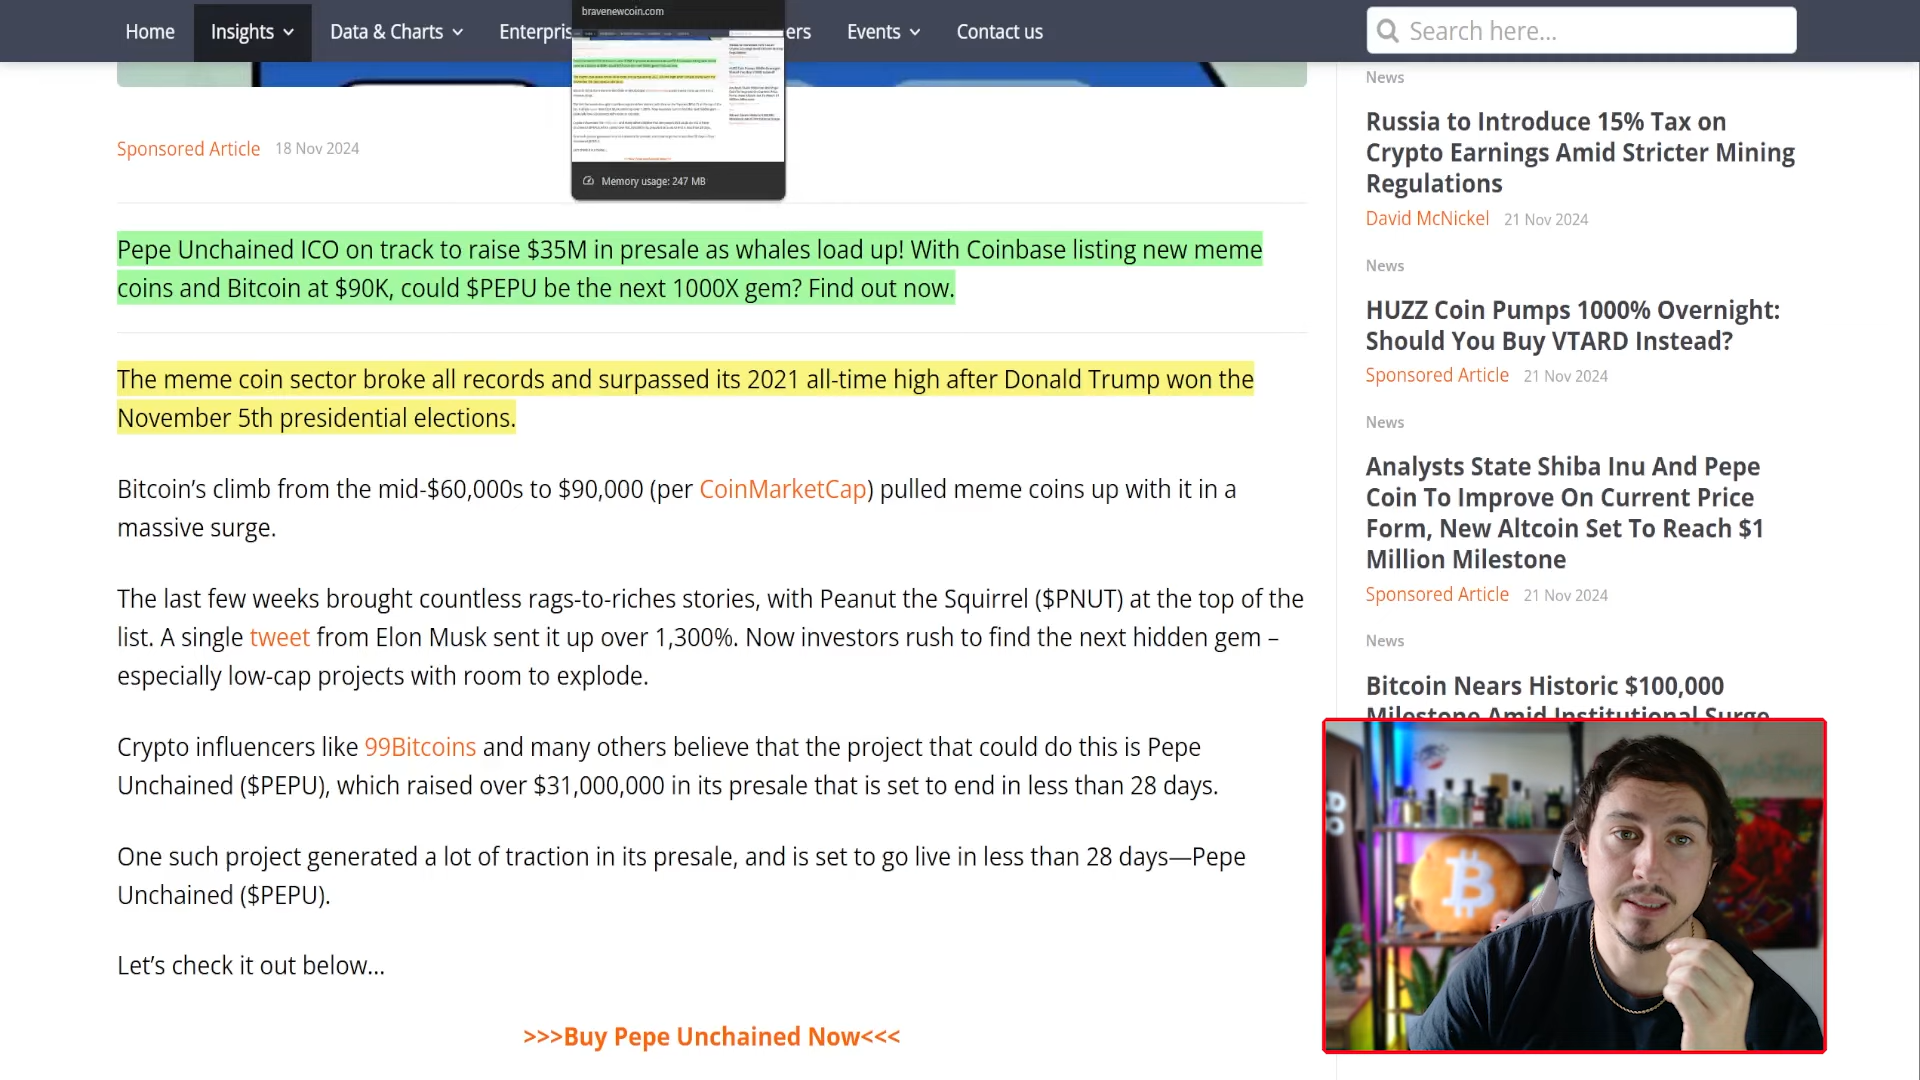 bravenewcoin.com
Home
Insights
Data & Charts
Enterpris
ers
Events
Contact us
Search here...
Memory usage: 247 MB
Sponsored Article 18 Nov 2024
Pepe Unchained ICO on track to raise $35M in presale as whales load up! With Coinbase listing new meme
coins and Bitcoin at $90K, could $PEPU be the next 1000X gem? Find out now.
The meme coin sector broke all records and surpassed its 2021 all-time high after Donald Trump won the
November 5th presidential elections.
Bitcoin’s climb from the mid-$60,000s to $90,000 (per CoinMarketCap) pulled meme coins up with it in a
massive surge.
The last few weeks brought countless rags-to-riches stories, with Peanut the Squirrel ($PNUT) at the top of the
list. A single tweet from Elon Musk sent it up over 1,300%. Now investors rush to find the next hidden gem –
especially low-cap projects with room to explode.
Crypto influencers like 99Bitcoins and many others believe that the project that could do this is Pepe
Unchained ($PEPU), which raised over $31,000,000 in its presale that is set to end in less than 28 days.
One such project generated a lot of traction in its presale, and is set to go live in less than 28 days—Pepe
Unchained ($PEPU).
Let’s check it out below…
>>>Buy Pepe Unchained Now<<<
News
Russia to Introduce 15% Tax on
Crypto Earnings Amid Stricter Mining
Regulations
David McNickel 21 Nov 2024
News
HUZZ Coin Pumps 1000% Overnight:
Should You Buy VTARD Instead?
Sponsored Article 21 Nov 2024
News
Analysts State Shiba Inu And Pepe
Coin To Improve On Current Price
Form, New Altcoin Set To Reach $1
Million Milestone
Sponsored Article 21 Nov 2024
News
Bitcoin Nears Historic $100,000
Milestone Amid Institutional Surge